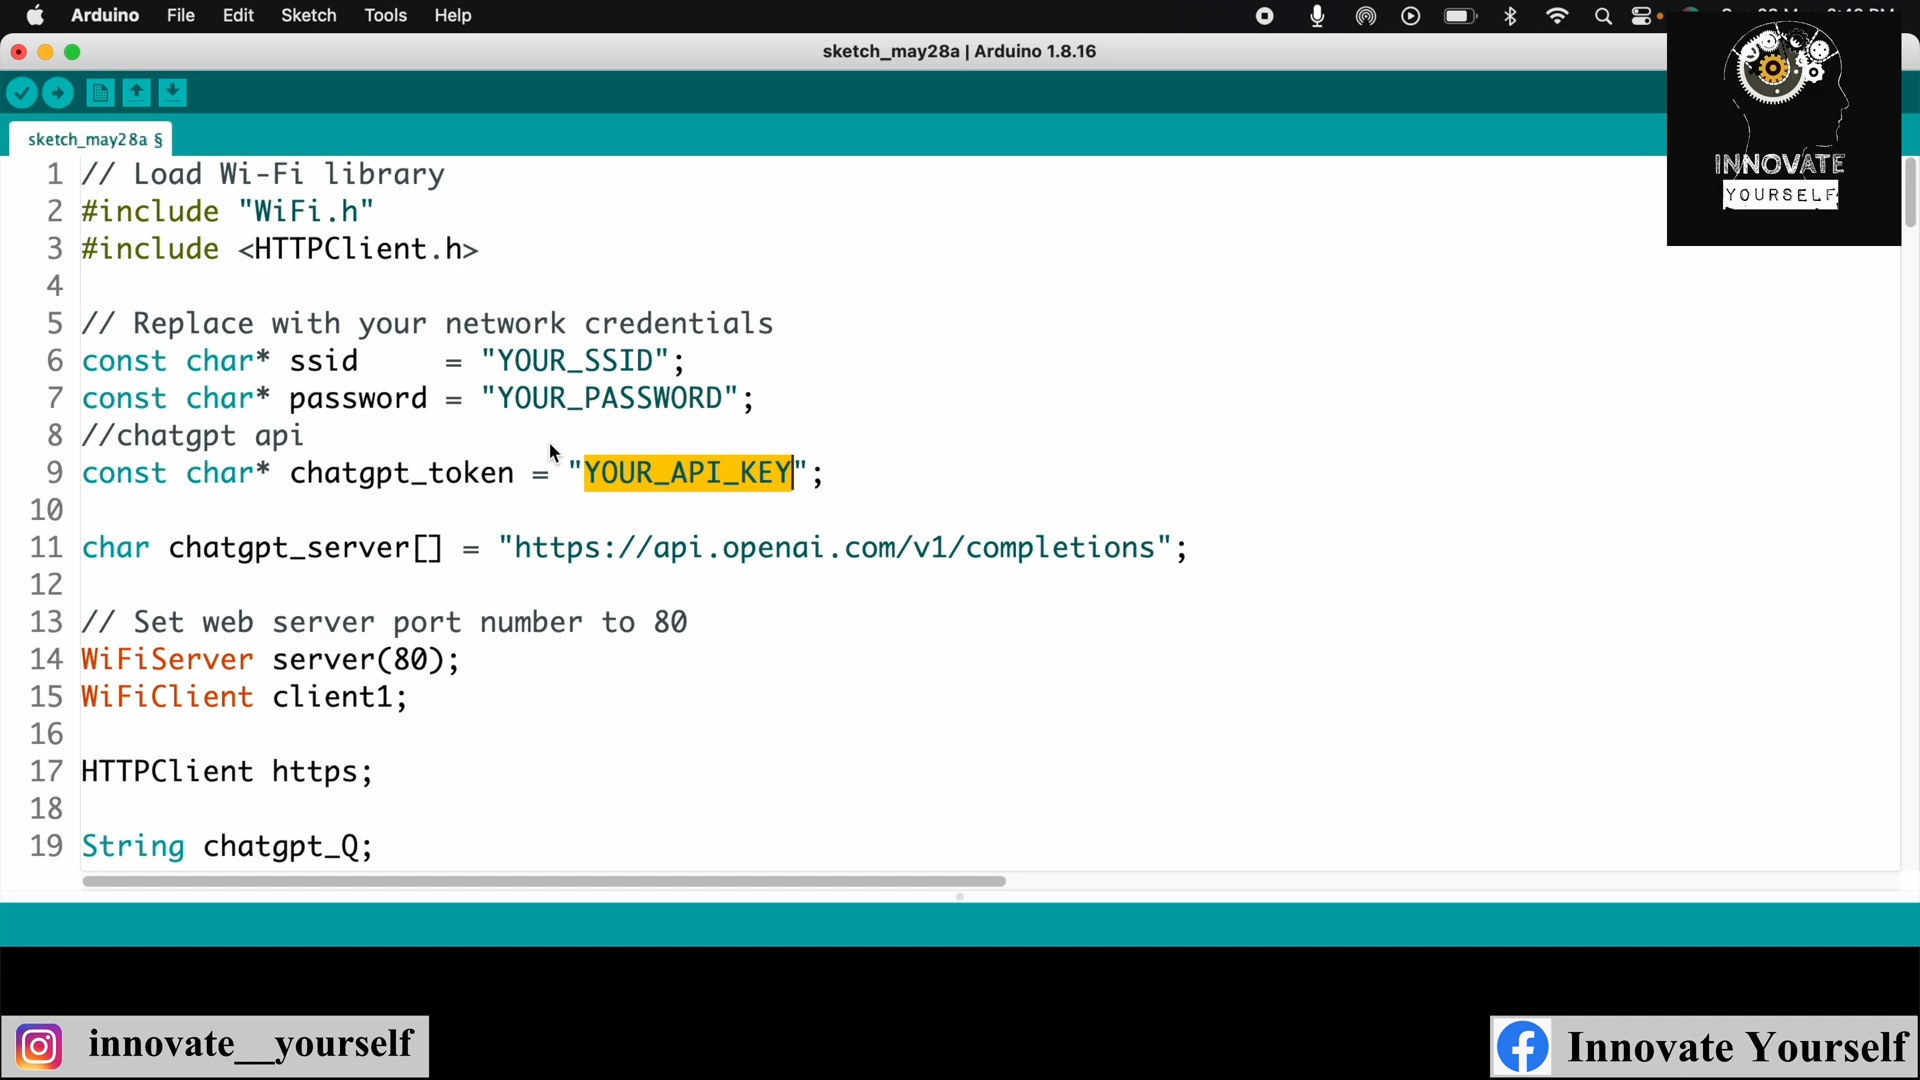 Arduino File Edit Sketch Tools Help
sketch_may28a | Arduino 1.8.16
sketch_may28a §
1 // Load Wi-Fi library
2 #include "WiFi.h"
3 #include <HTTPClient.h>
4
5 // Replace with your network credentials
6 const char* ssid     = "YOUR_SSID";
7 const char* password = "YOUR_PASSWORD";
8 //chatgpt api
9 const char* chatgpt_token = "YOUR_API_KEY";
10
11 char chatgpt_server[] = "https://api.openai.com/v1/completions";
12
13 // Set web server port number to 80
14 WiFiServer server(80);
15 WiFiClient client1;
16
17 HTTPClient https;
18
19 String chatgpt_Q;
INNOVATE
YOURSELF
innovate__yourself
Innovate Yourself